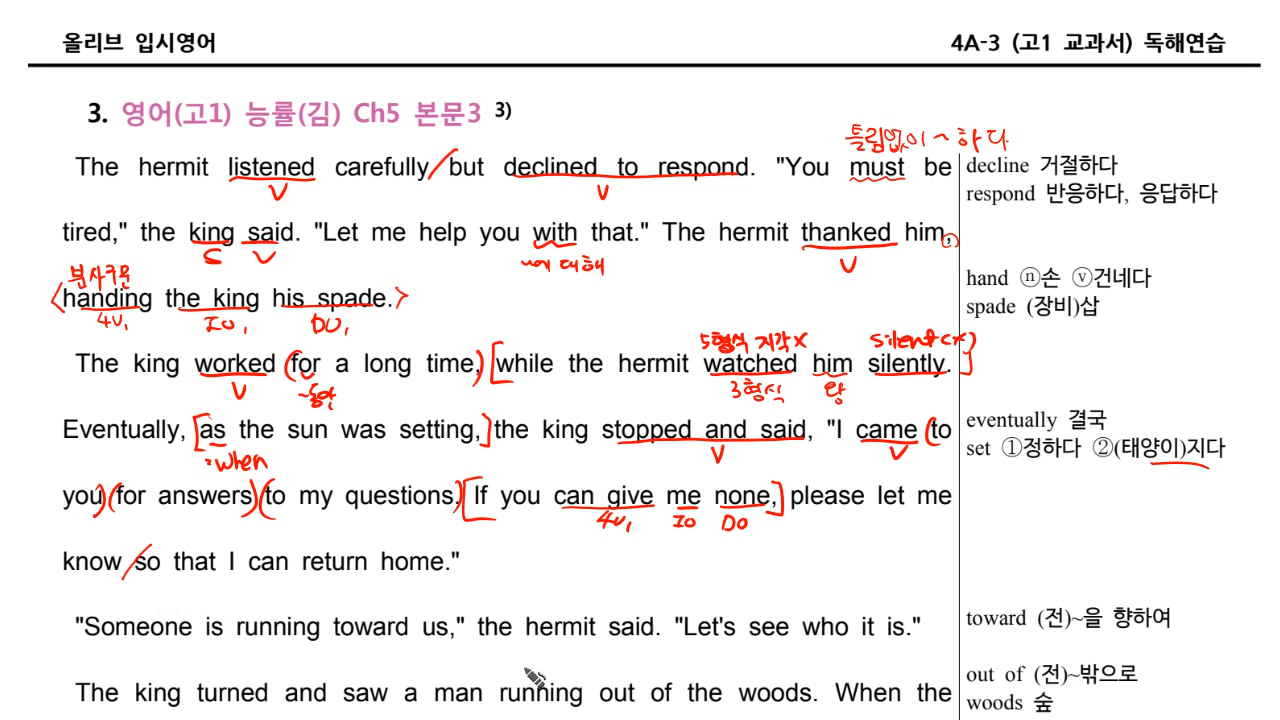 올리브 입시영어
4A-3 (고1 교과서) 독해연습
3. 영어(고1) 능률(김) Ch5 본문3 3)
틀림없이 ~하다
The hermit listened carefully but declined to respond. "You must be
V V
tired," the king said. "Let me help you with that." The hermit thanked him,
S V ~에 대해 V
분사구문
handing the king his spade.
4V₁ IO₁ DO₁
5형식 지각x silent(x)
The king worked for a long time, while the hermit watched him silently.
V ~동안 3형식 왕
Eventually, as the sun was setting, the king stopped and said, "I came to
=when V V
you for answers to my questions. If you can give me none, please let me
4V₁ IO DO
know so that I can return home."
"Someone is running toward us," the hermit said. "Let's see who it is."
The king turned and saw a man running out of the woods. When the
decline 거절하다
respond 반응하다, 응답하다
hand ⓝ손 ⓥ건네다
spade (장비)삽
eventually 결국
set ①정하다 ②(태양이)지다
toward (전)~을 향하여
out of (전)~밖으로
woods 숲